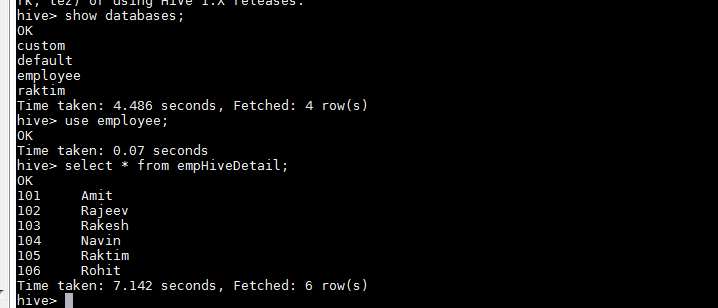 rk, tez) or using Hive 1.X releases.
hive> show databases;
OK
custom
default
employee
raktim
Time taken: 4.486 seconds, Fetched: 4 row(s)
hive> use employee;
OK
Time taken: 0.07 seconds
hive> select * from empHiveDetail;
OK
101 Amit
102 Rajeev
103 Rakesh
104 Navin
105 Raktim
106 Rohit
Time taken: 7.142 seconds, Fetched: 6 row(s)
hive>